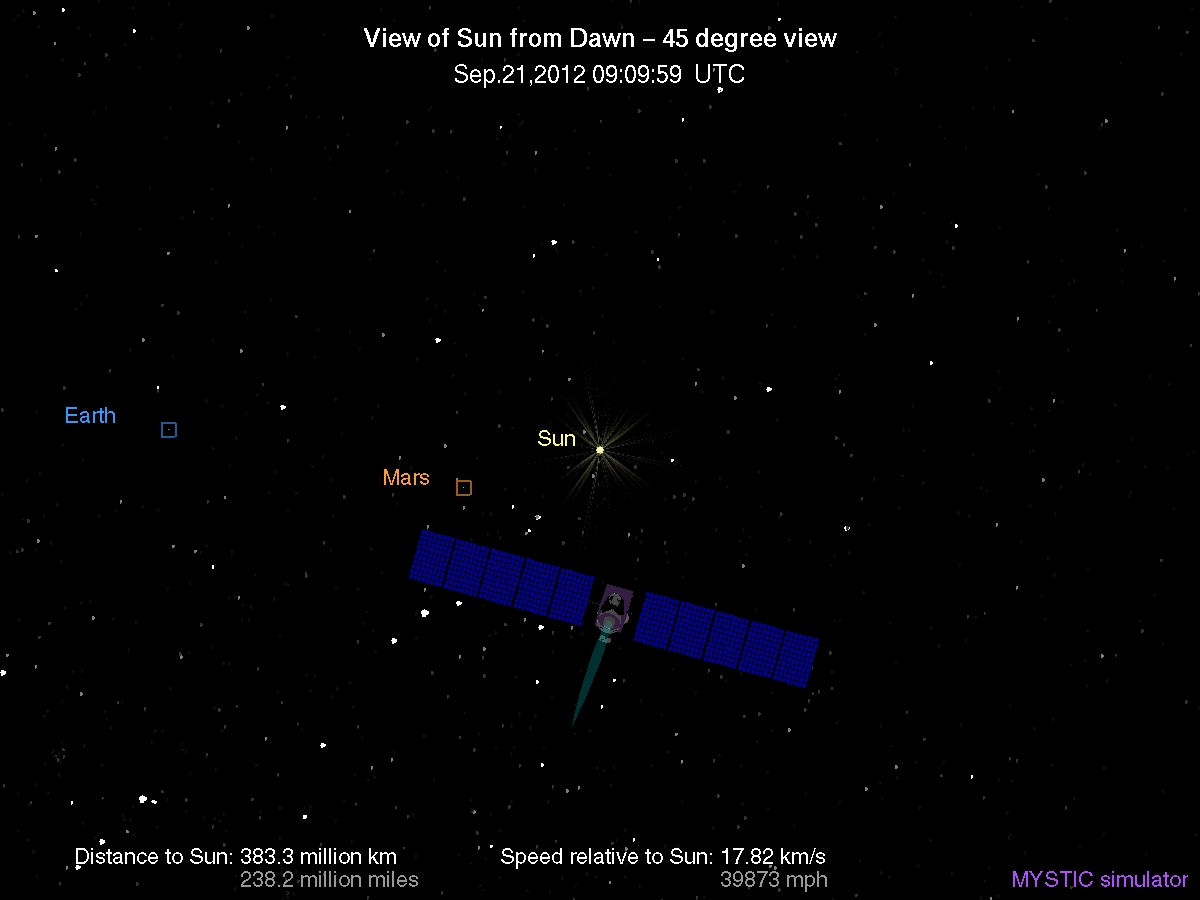 View of Sun from Dawn – 45 degree view
Sep.21,2012 09:09:59 UTC
Earth
Sun
Mars
Distance to Sun: 383.3 million km
238.2 million miles
Speed relative to Sun: 17.82 km/s
39873 mph
MYSTIC simulator